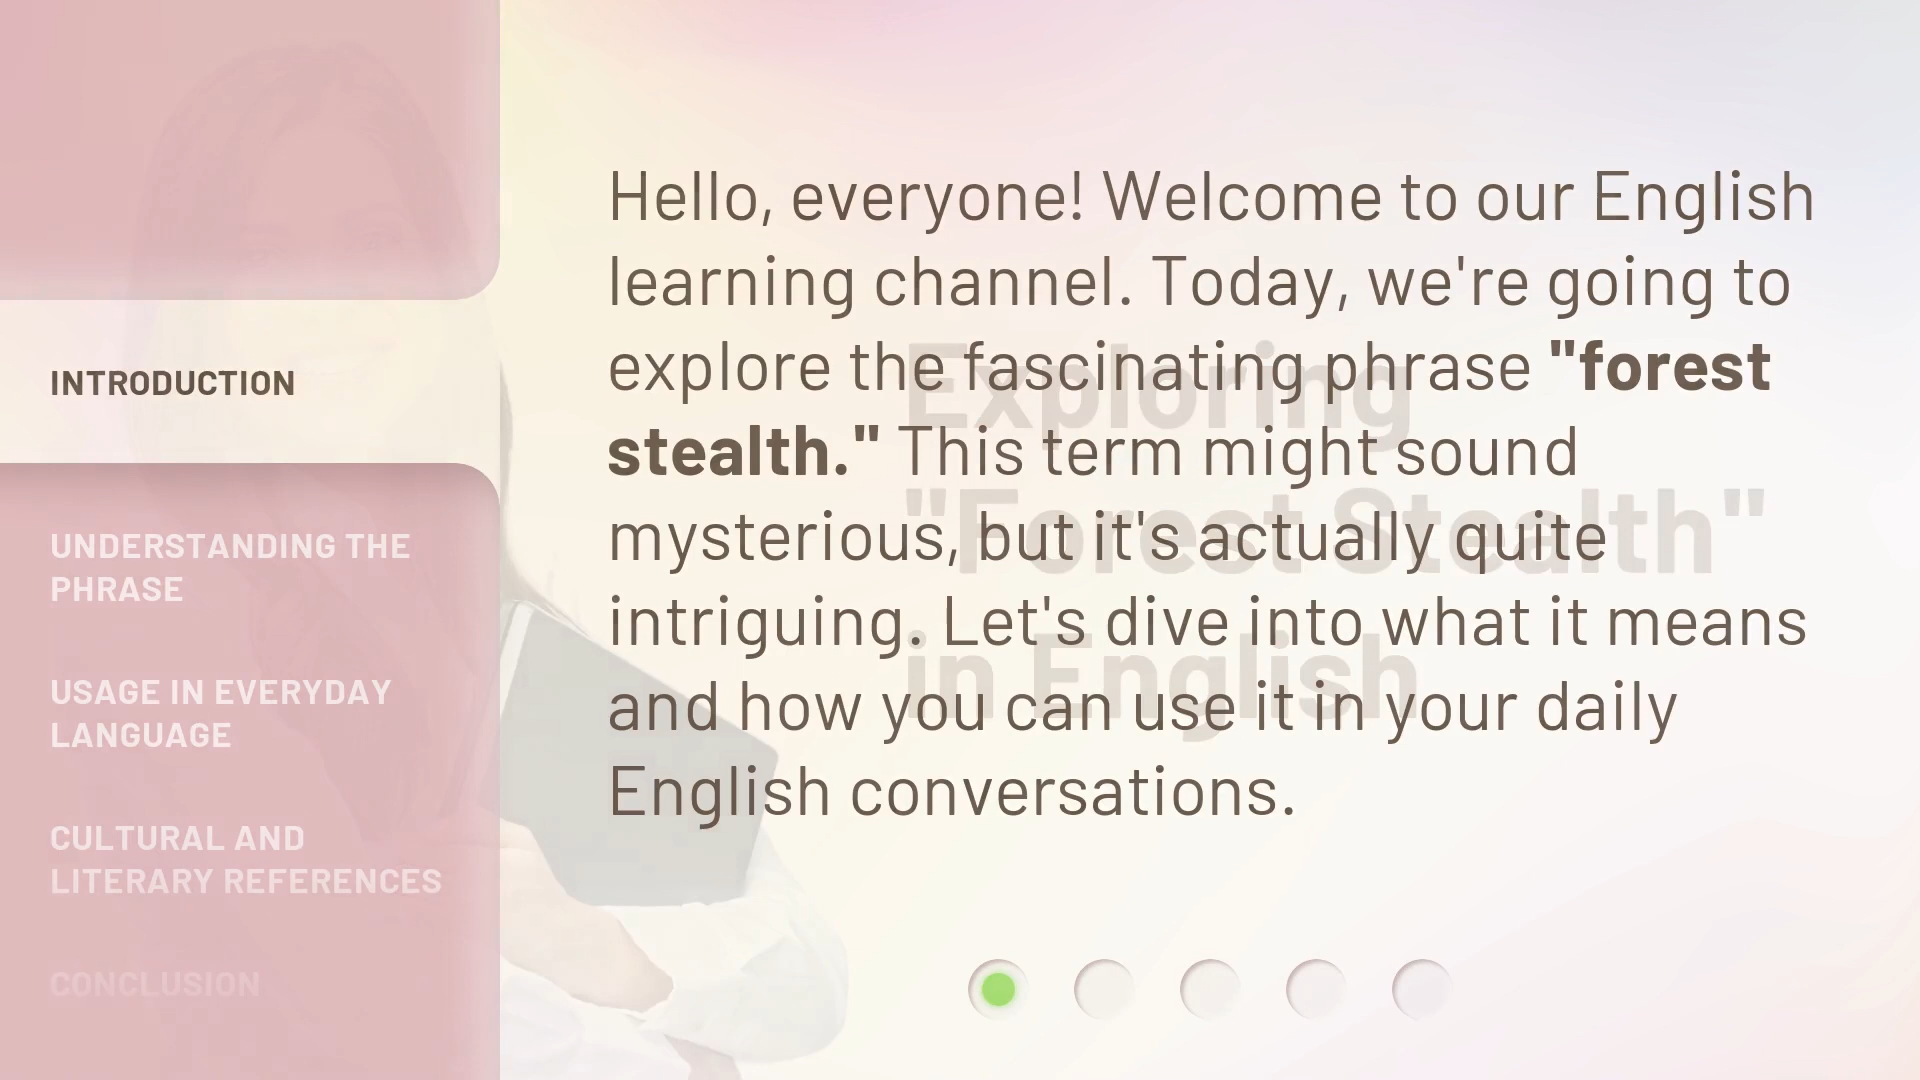 INTRODUCTION
UNDERSTANDING THE
PHRASE
USAGE IN EVERYDAY
LANGUAGE
CULTURAL AND
LITERARY REFERENCES
CONCLUSION
Hello, everyone! Welcome to our English
learning channel. Today, we're going to
explore the fascinating phrase "forest
stealth." This term might sound
mysterious, but it's actually quite
intriguing. Let's dive into what it means
and how you can use it in your daily
English conversations.
Exploring
"Forest Stealth"
in English